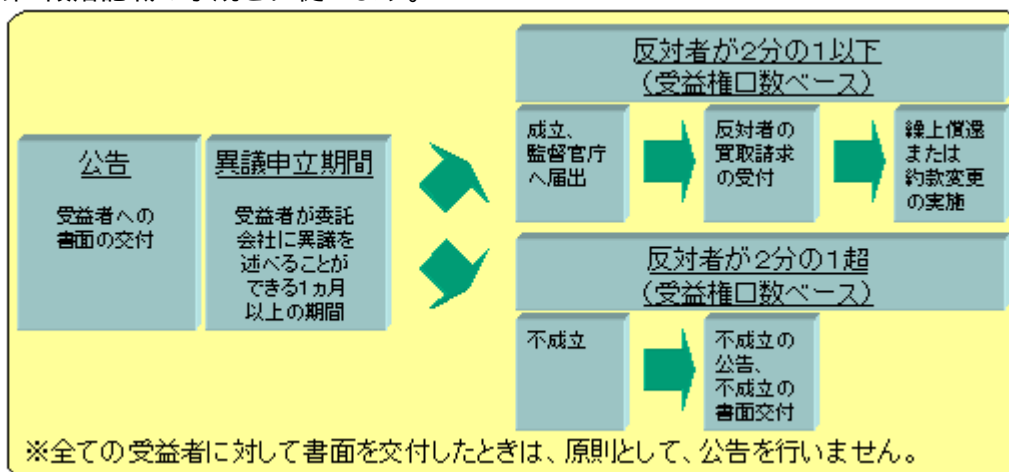 公告
受益者への
書面の交付
異議申立期間
受益者が委託
会社に異議を
述べることが
できる1ヵ月
以上の期間
反対者が2分の1以下
(受益権口数ベース)
成立、
監督官庁
へ届出
反対者の
買取請求
の受付
繰上償還
または
約款変更
の実施
反対者が2分の1超
(受益権口数ベース)
不成立
不成立の
公告、
不成立の
書面交付
※全ての受益者に対して書面を交付したときは、原則として、公告を行いません。